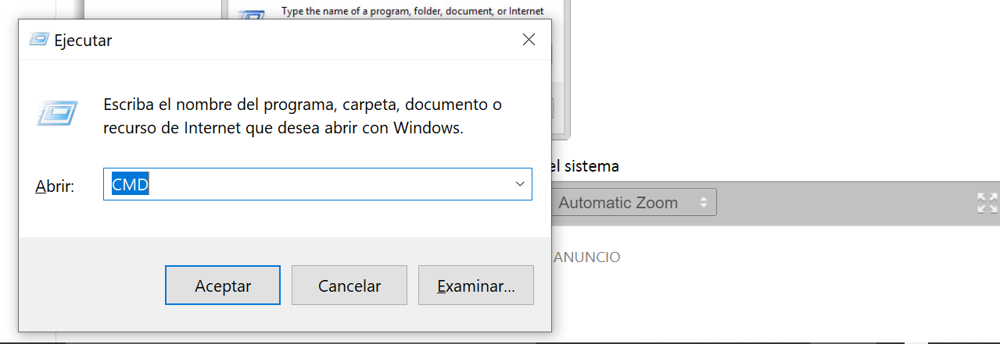 Type the name of a program, folder, document, or Internet
Ejecutar
Escriba el nombre del programa, carpeta, documento o
recurso de Internet que desea abrir con Windows.
Abrir:
CMD
el sistema
Automatic Zoom
ANUNCIO
Aceptar
Cancelar
Examinar...